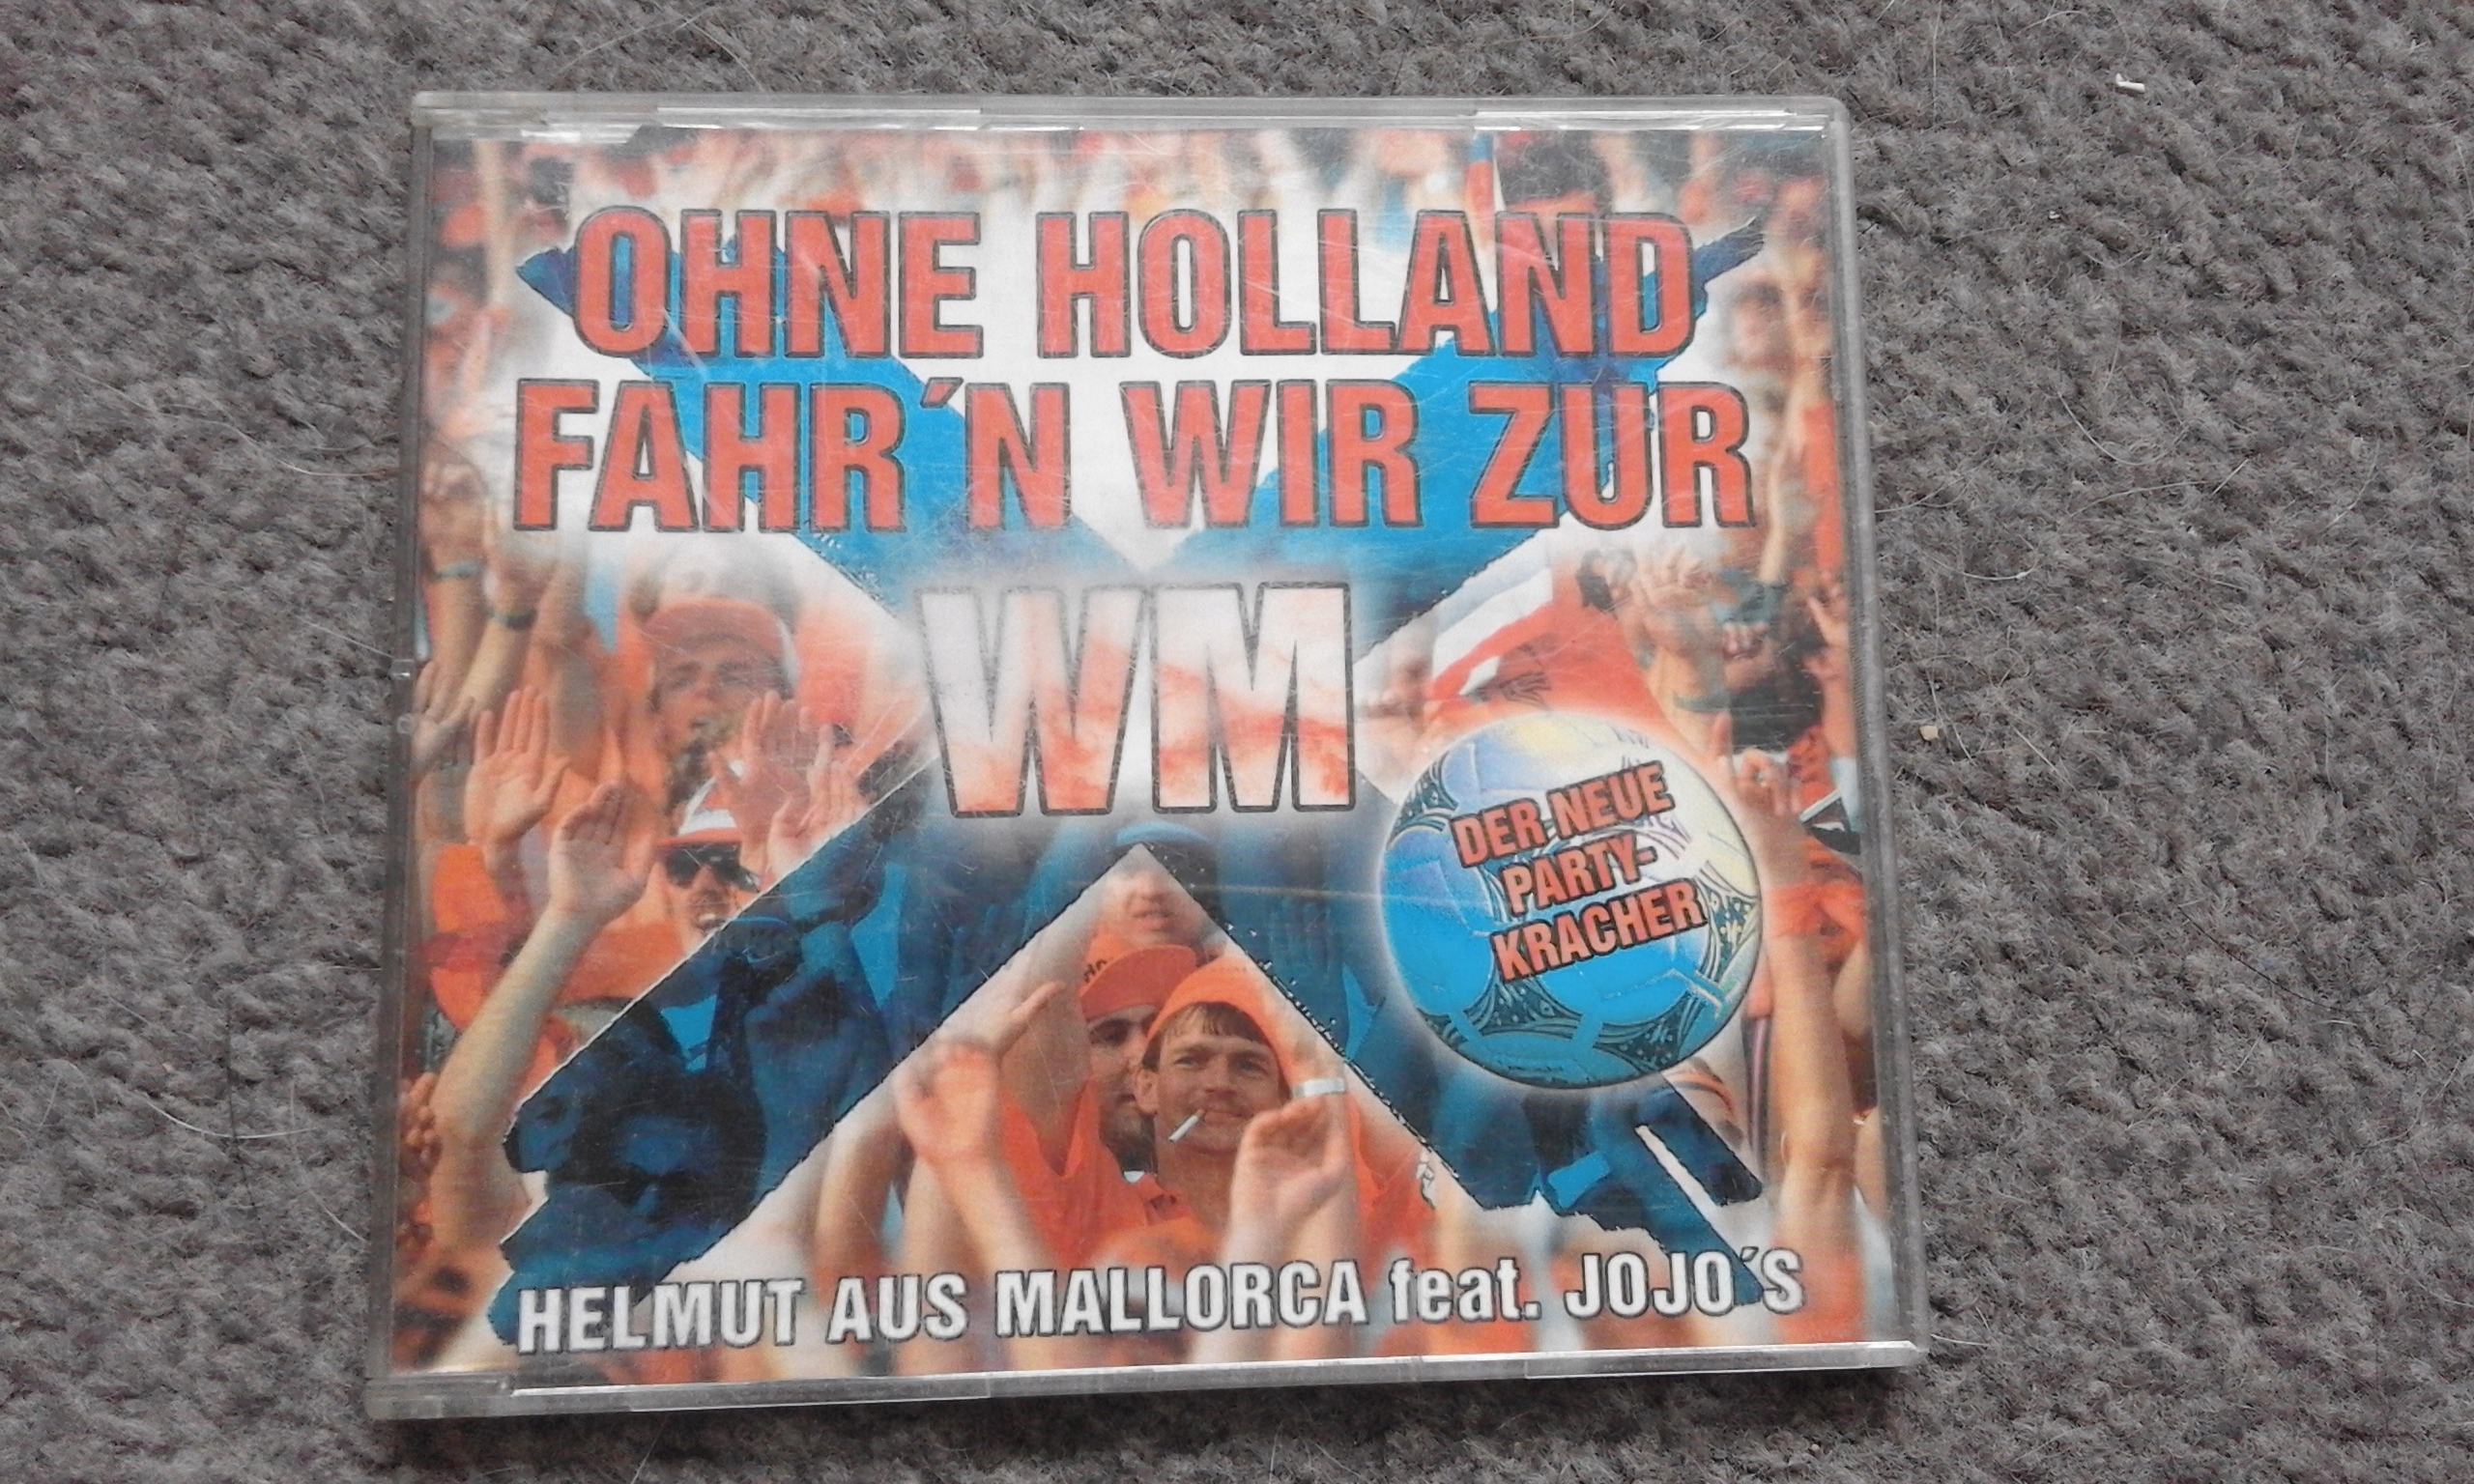 OHNE HOLLAND
FAHR´N WIR ZUR
WM
DER NEUE
PARTY-
KRACHER
HELMUT AUS MALLORCA feat. JOJO´S